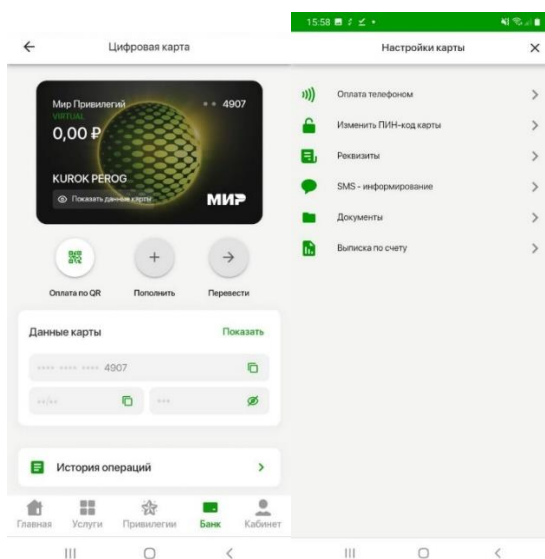 Цифровая карта
Мир Привилегий
•• 4907
VIRTUAL
0,00 ₽
KUROK PEROG
Показать данные карты
МИР
Оплата по QR
Пополнить
Перевести
Данные карты
Показать
•••• •••• •••• 4907
••/••
•••
История операций
Главная
Услуги
Привилегии
Банк
Кабинет
15:58
Настройки карты
Оплата телефоном
Изменить ПИН-код карты
Реквизиты
SMS - информирование
Документы
Выписка по счету